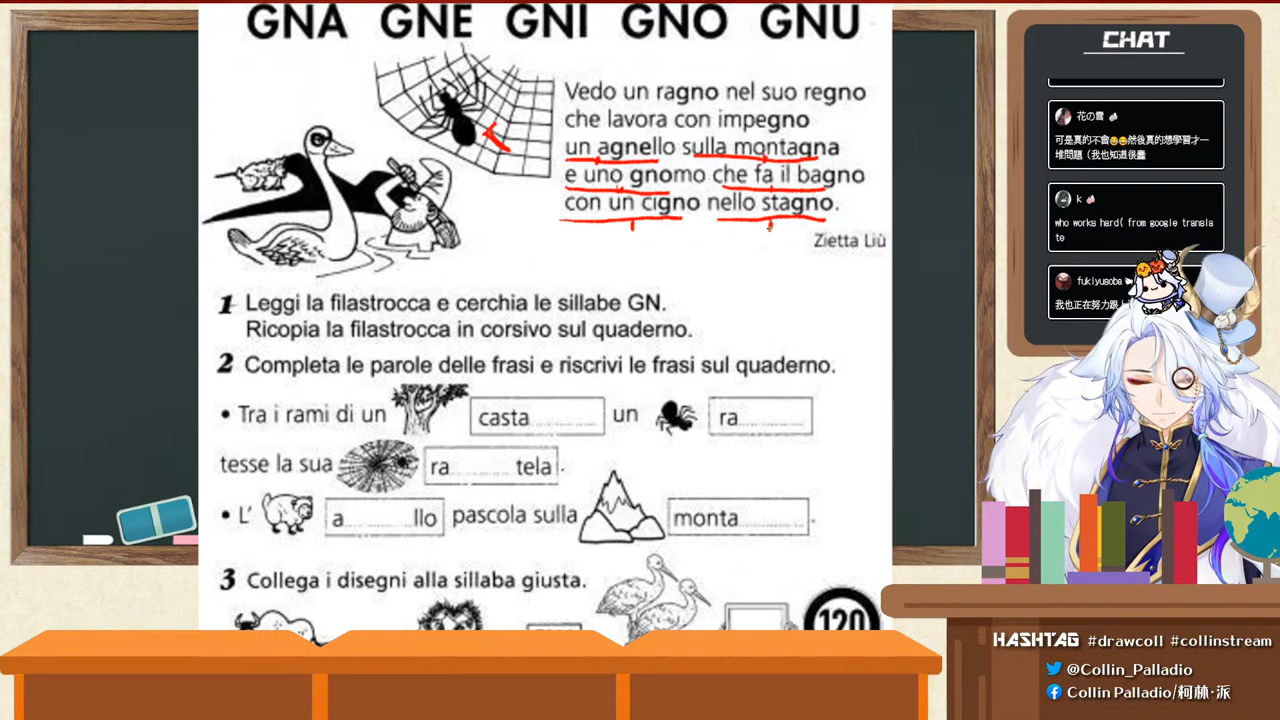 GNA GNE GNI GNO GNU
Vedo un ragno nel suo regno
che lavora con impegno
un agnello sulla montagna
e uno gnomo che fa il bagno
con un cigno nello stagno.
Zietta Liù
1 Leggi la filastrocca e cerchia le sillabe GN.
Ricopia la filastrocca in corsivo sul quaderno.
2 Completa le parole delle frasi e riscrivi le frasi sul quaderno.
• Tra i rami di un casta............ un ra............
tesse la sua ra............ tela.
• L' a............llo pascola sulla monta............ .
3 Collega i disegni alla sillaba giusta.
120
CHAT
花の雪
可是真的不會😂😂然後真的想學習才一
堆問題（我也知道很蠢
k
who works hard( from google transla
te
fukiyusoba
我也正在努力跟
HASHTAG #drawcoll #collinstream
@Collin_Palladio
Collin Palladio/柯林·派